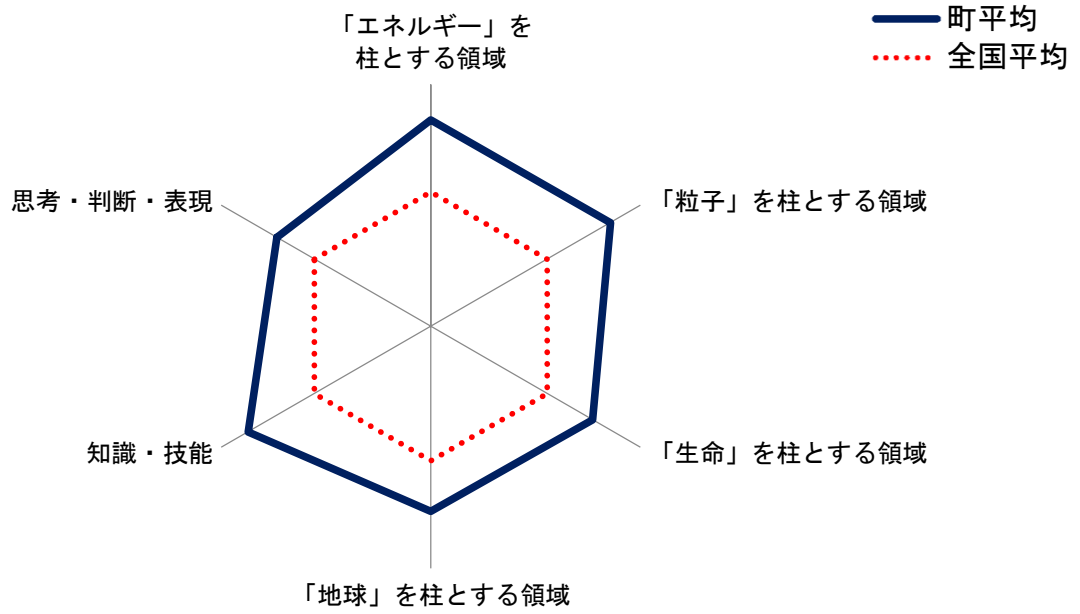 町平均
全国平均
「エネルギー」を
柱とする領域
「粒子」を柱とする領域
「生命」を柱とする領域
「地球」を柱とする領域
知識・技能
思考・判断・表現